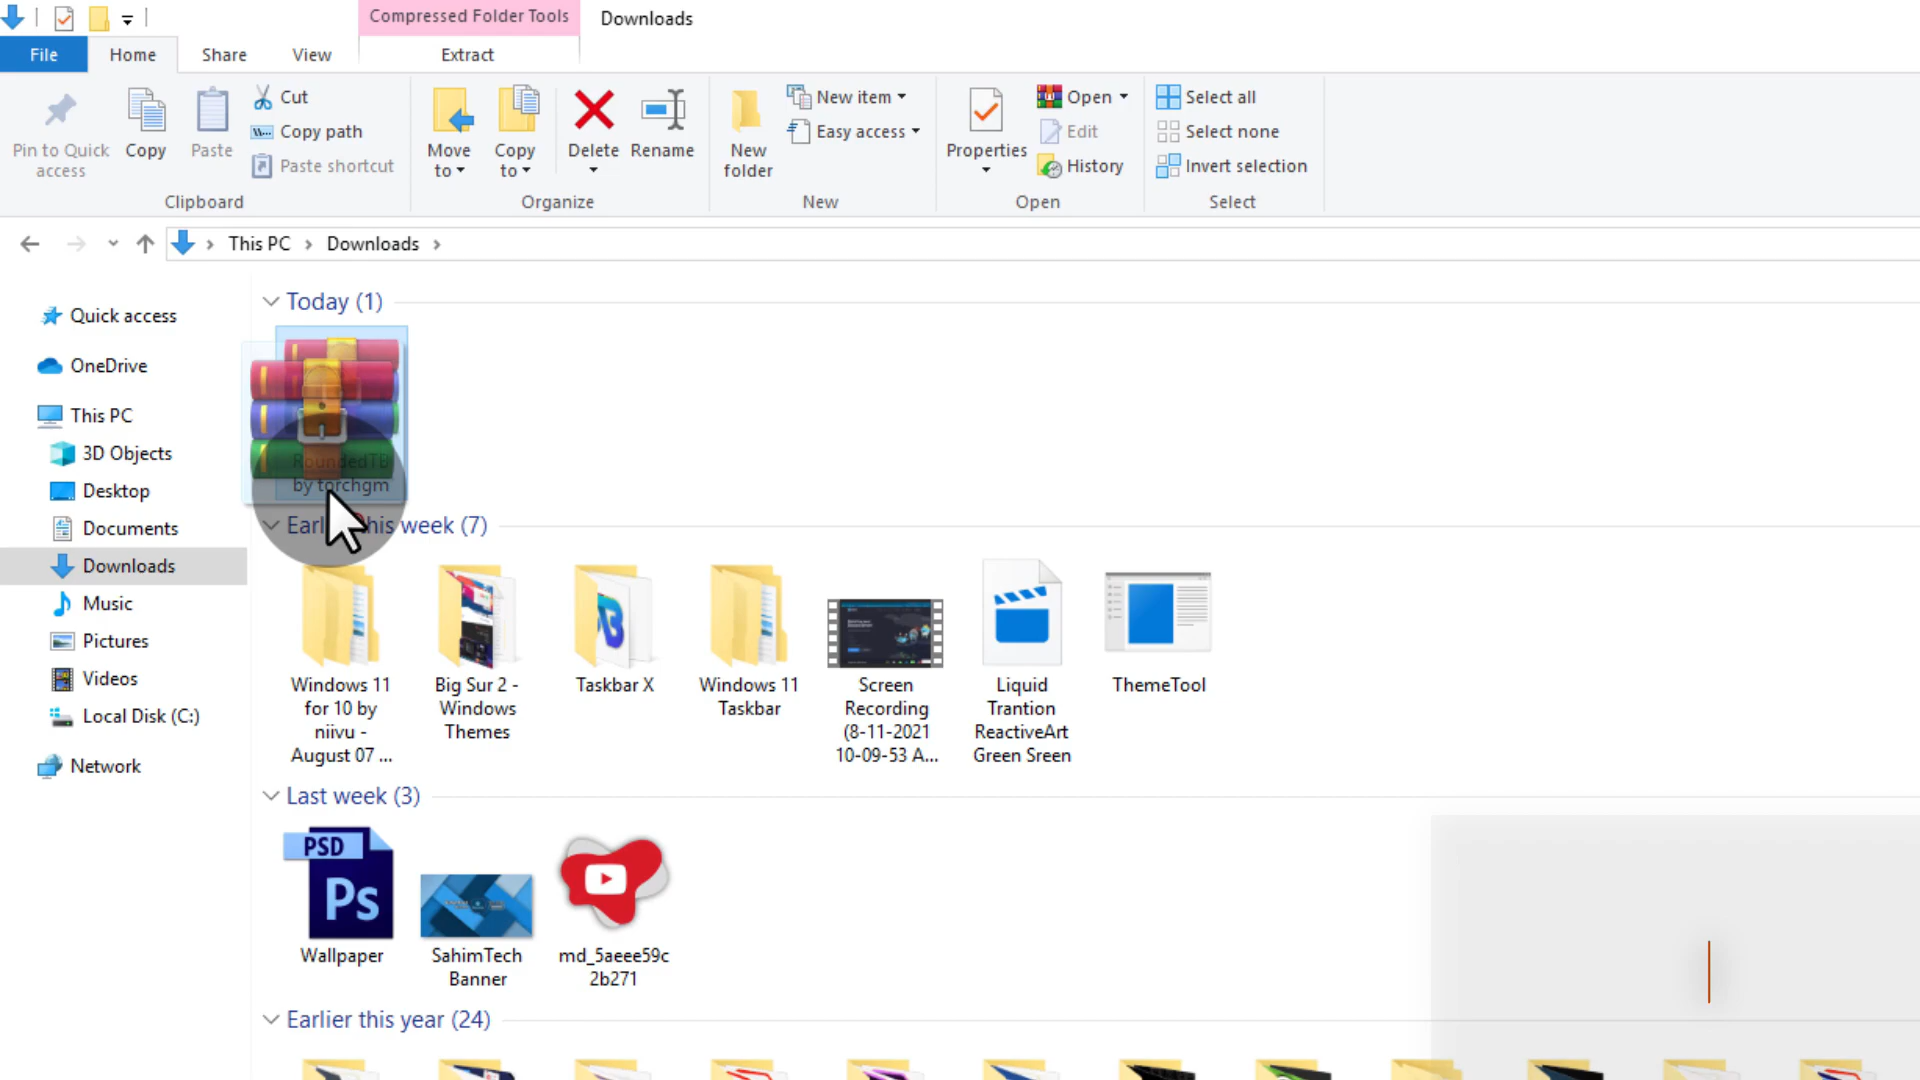 Compressed Folder Tools
Downloads
File
Home
Share
View
Extract
Pin to Quick
access
Copy
Paste
Cut
Copy path
Paste shortcut
Clipboard
Move
to
Copy
to
Delete
Rename
Organize
New
folder
New item
Easy access
New
Properties
Open
Edit
History
Open
Select all
Select none
Invert selection
Select
This PC
Downloads
Quick access
OneDrive
This PC
3D Objects
Desktop
Documents
Downloads
Music
Pictures
Videos
Local Disk (C:)
Network
Today (1)
RoundedTB
by torchgm
Earlier this week (7)
Windows 11
for 10 by
niivu -
August 07 ...
Big Sur 2 -
Windows
Themes
Taskbar X
Windows 11
Taskbar
Screen
Recording
(8-11-2021
10-09-53 A...
Liquid
Trantion
ReactiveArt
Green Sreen
ThemeTool
Last week (3)
PSD
Ps
Wallpaper
SahimTech
Banner
md_5aeee59c
2b271
Earlier this year (24)